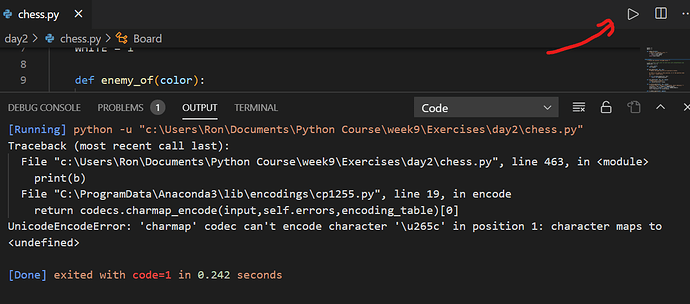 chess.py
day2 > chess.py > Board
7 WHITE = 1
8
9 def enemy_of(color):
DEBUG CONSOLE PROBLEMS 1 OUTPUT TERMINAL Code
[Running] python -u "c:\Users\Ron\Documents\Python Course\week9\Exercises\day2\chess.py"
Traceback (most recent call last):
File "c:\Users\Ron\Documents\Python Course\week9\Exercises\day2\chess.py", line 463, in <module>
print(b)
File "C:\ProgramData\Anaconda3\lib\encodings\cp1255.py", line 19, in encode
return codecs.charmap_encode(input,self.errors,encoding_table)[0]
UnicodeEncodeError: 'charmap' codec can't encode character '\u265c' in position 1: character maps to
<undefined>
[Done] exited with code=1 in 0.242 seconds